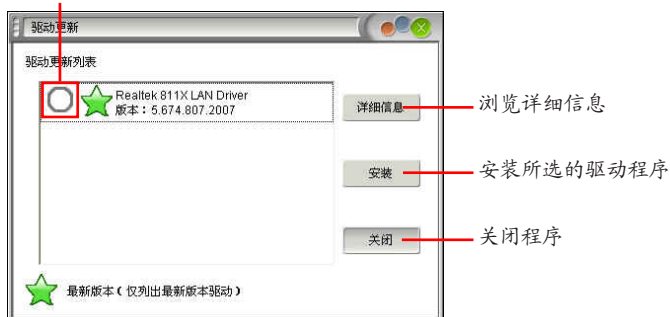 驱动更新
驱动更新列表
Realtek 811X LAN Driver
版本：5.674.807.2007
详细信息
浏览详细信息
安装
安装所选的驱动程序
关闭
关闭程序
最新版本（仅列出最新版本驱动）